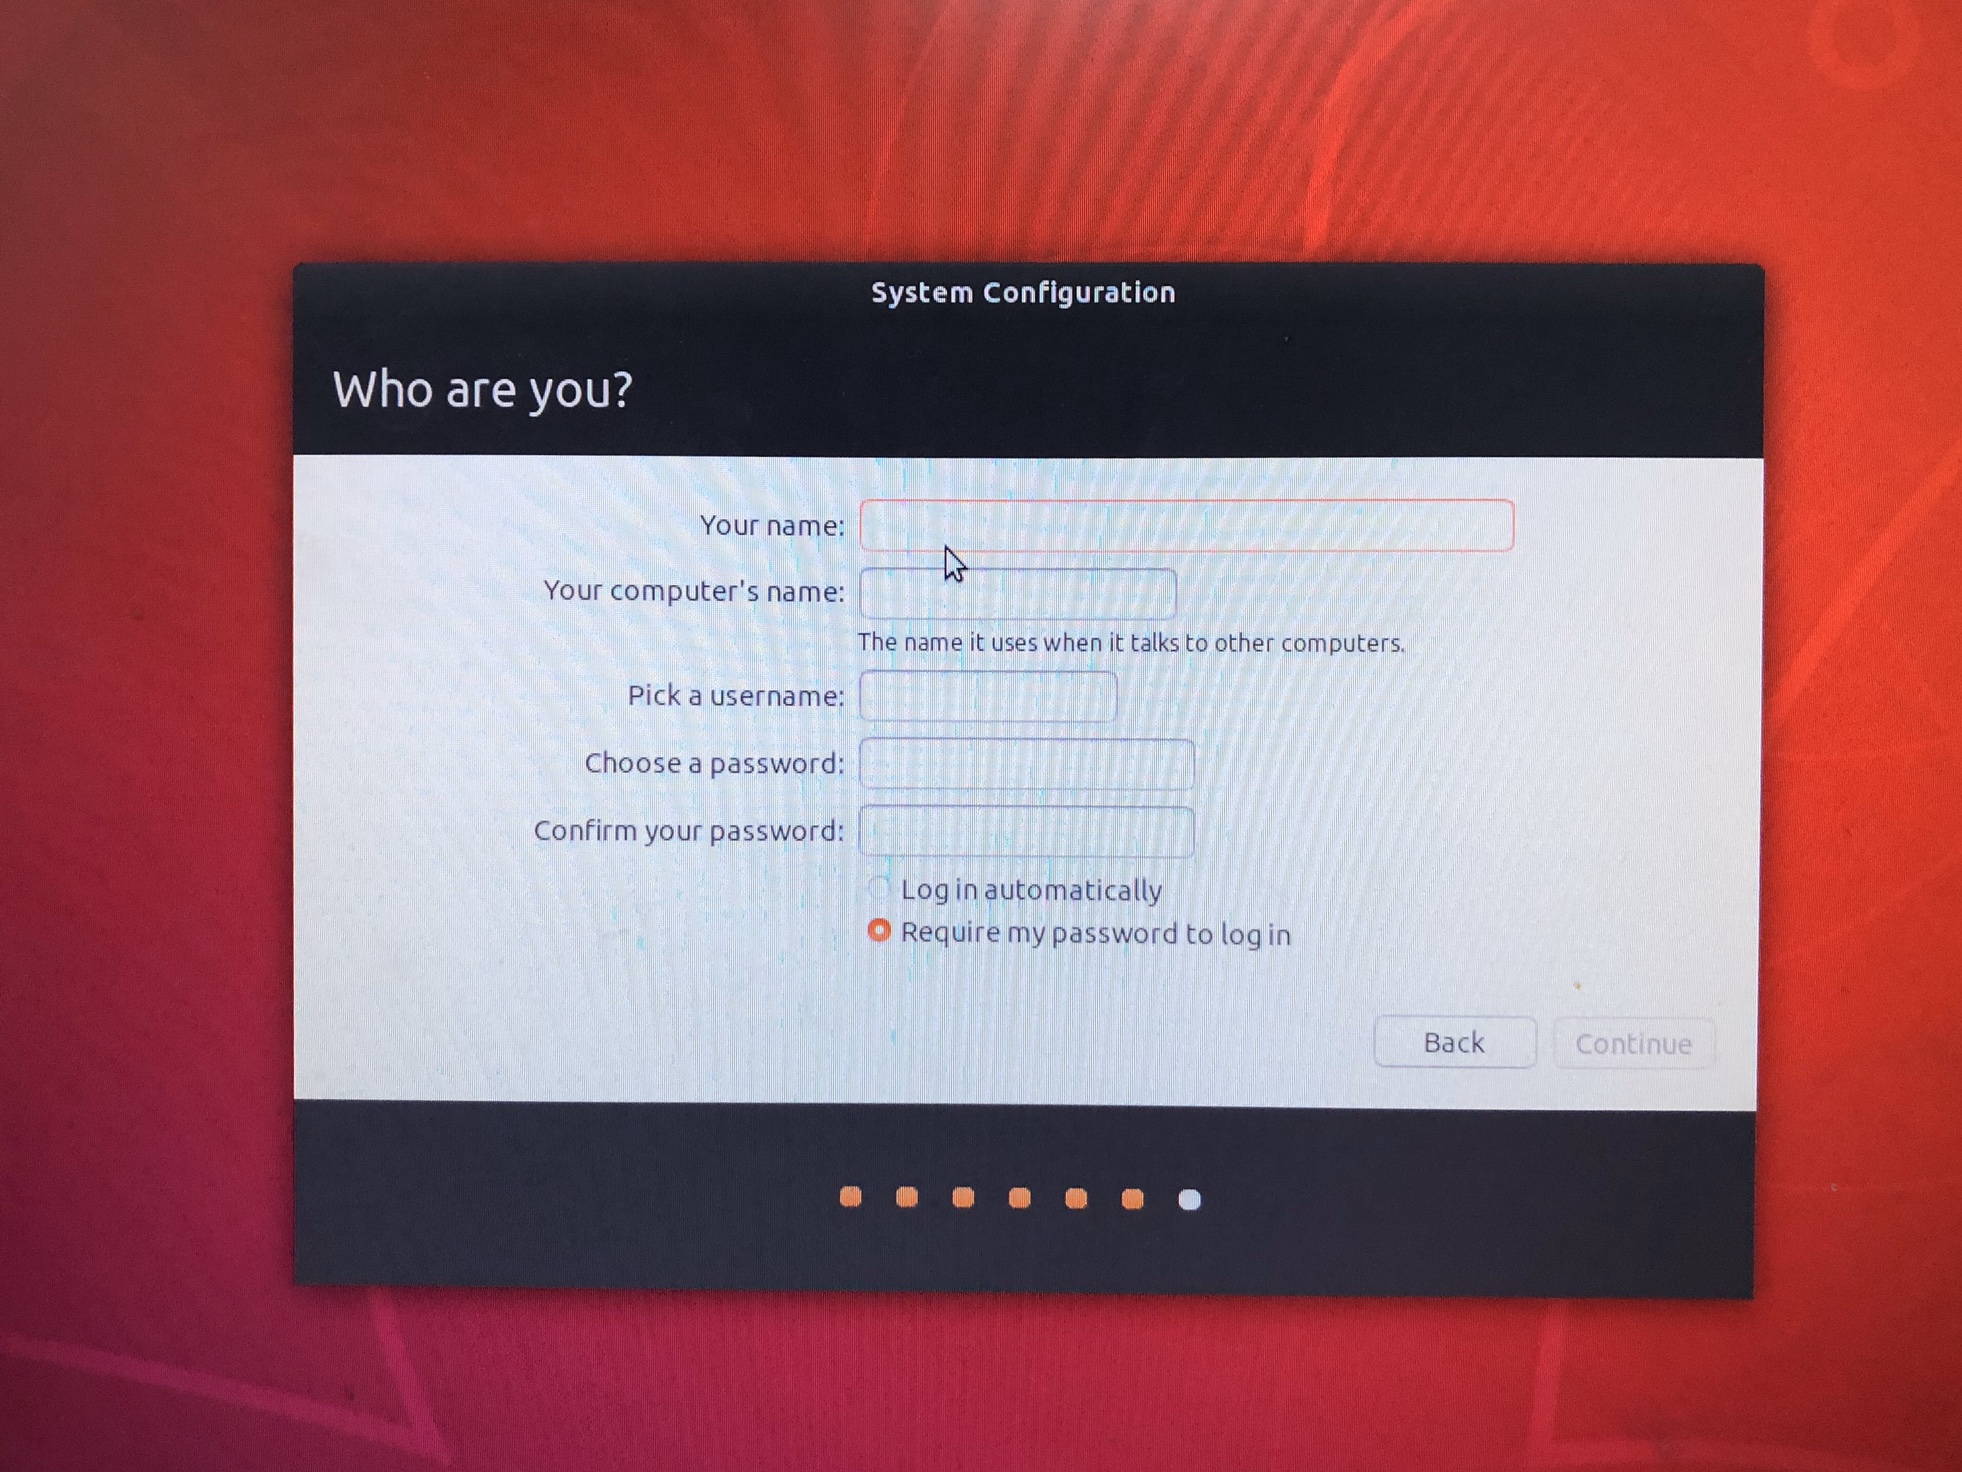 System Configuration
Who are you?
Your name:
Your computer's name:
The name it uses when it talks to other computers.
Pick a username:
Choose a password:
Confirm your password:
Log in automatically
Require my password to log in
Back
Continue